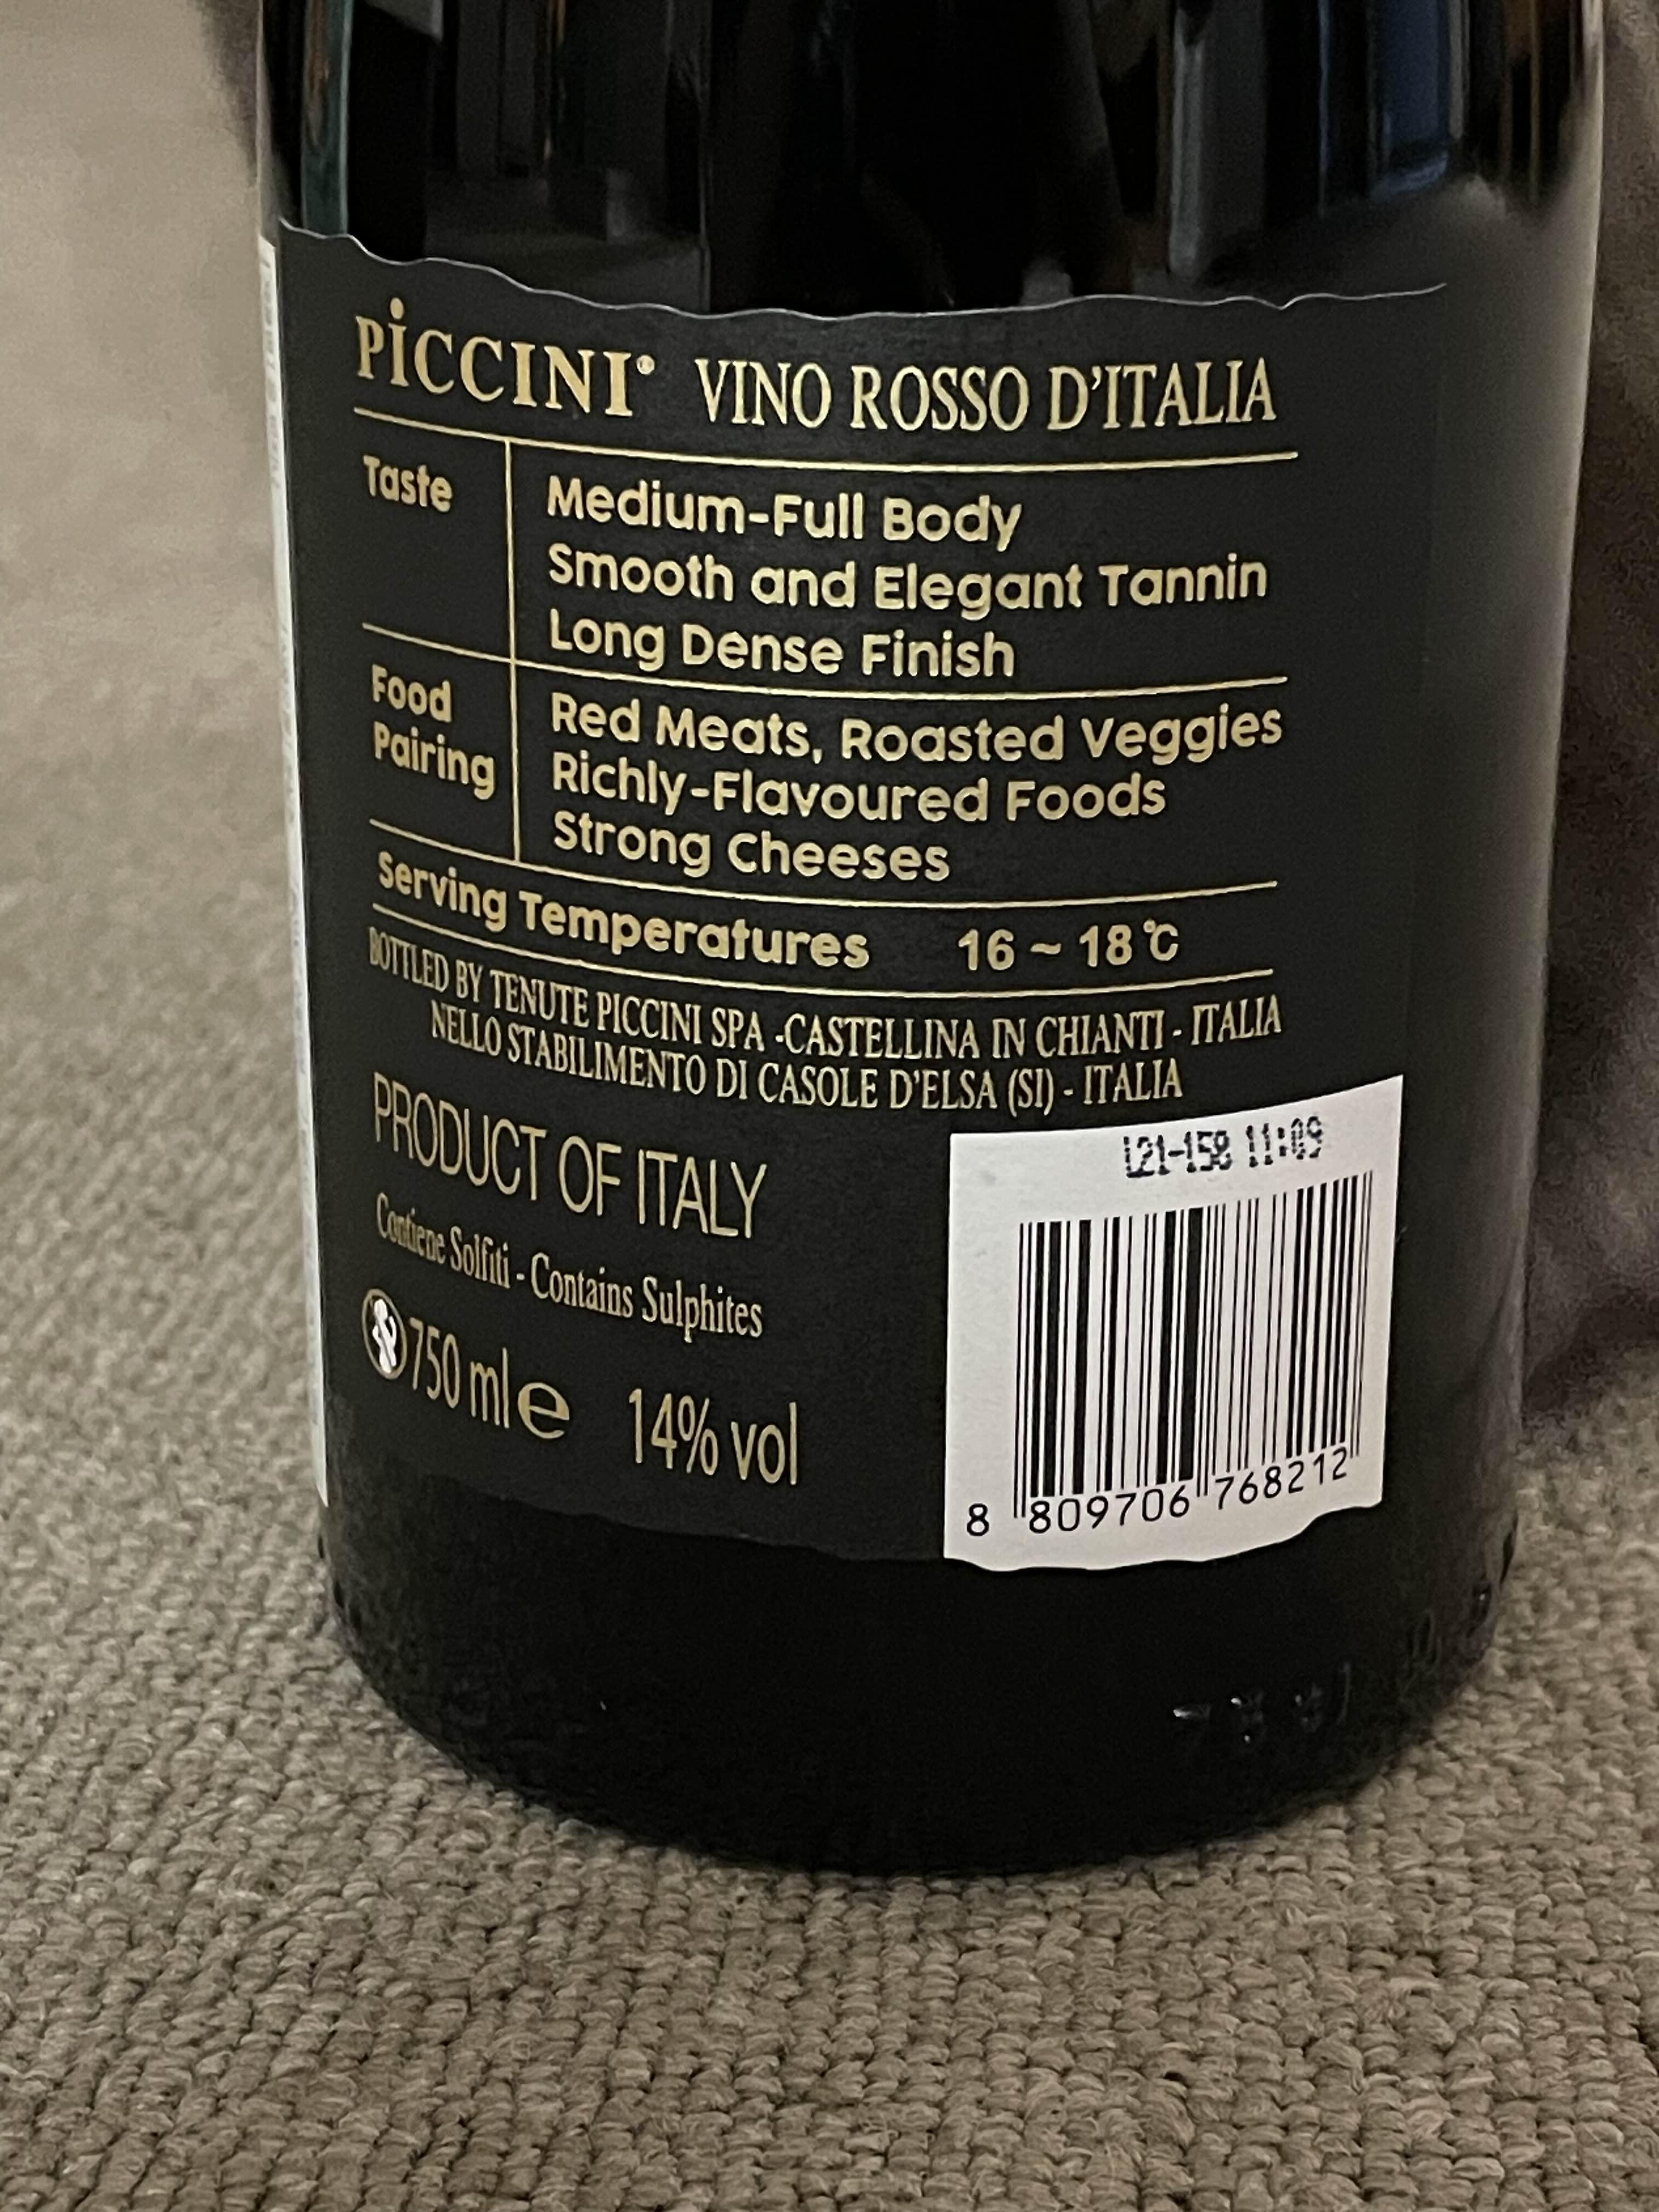 PiCCINI® VINO ROSSO D'ITALIA
Taste
Medium-Full Body
Smooth and Elegant Tannin
Long Dense Finish
Food
Pairing
Red Meats, Roasted Veggies
Richly-Flavoured Foods
Strong Cheeses
Serving Temperatures 16 ~ 18℃
BOTTLED BY TENUTE PICCINI SPA -CASTELLINA IN CHIANTI - ITALIA
NELLO STABILIMENTO DI CASOLE D'ELSA (SI) - ITALIA
PRODUCT OF ITALY
Contiene Solfiti - Contains Sulphites
750 ml e 14% vol
L21-158 11:09
8 809706 768212